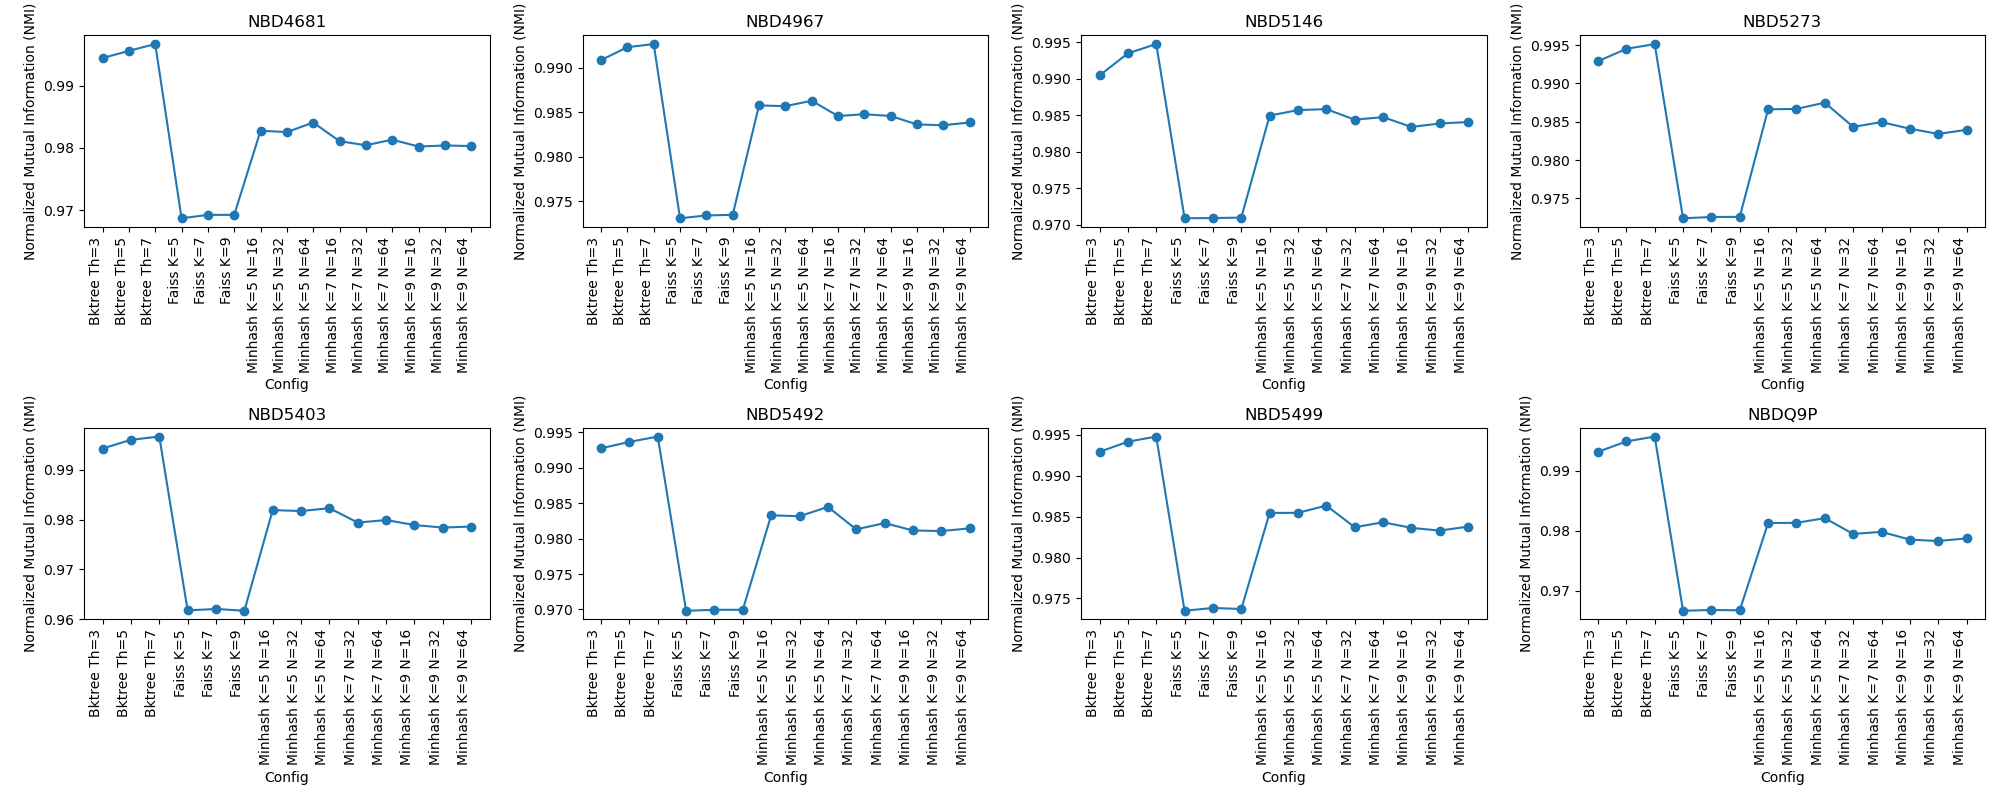 NBD4681
Normalized Mutual Information (NMI)
0.99
0.98
0.97
Bktree Th=3
Bktree Th=5
Bktree Th=7
Faiss K=5
Faiss K=7
Faiss K=9
Minhash K=5 N=16
Minhash K=5 N=32
Minhash K=5 N=64
Minhash K=7 N=16
Minhash K=7 N=32
Minhash K=7 N=64
Minhash K=9 N=16
Minhash K=9 N=32
Minhash K=9 N=64
Config
NBD4967
Normalized Mutual Information (NMI)
0.990
0.985
0.980
0.975
Bktree Th=3
Bktree Th=5
Bktree Th=7
Faiss K=5
Faiss K=7
Faiss K=9
Minhash K=5 N=16
Minhash K=5 N=32
Minhash K=5 N=64
Minhash K=7 N=16
Minhash K=7 N=32
Minhash K=7 N=64
Minhash K=9 N=16
Minhash K=9 N=32
Minhash K=9 N=64
Config
NBD5146
Normalized Mutual Information (NMI)
0.995
0.990
0.985
0.980
0.975
0.970
Bktree Th=3
Bktree Th=5
Bktree Th=7
Faiss K=5
Faiss K=7
Faiss K=9
Minhash K=5 N=16
Minhash K=5 N=32
Minhash K=5 N=64
Minhash K=7 N=32
Minhash K=7 N=64
Minhash K=9 N=16
Minhash K=9 N=32
Minhash K=9 N=64
Config
NBD5273
Normalized Mutual Information (NMI)
0.995
0.990
0.985
0.980
0.975
Bktree Th=3
Bktree Th=5
Bktree Th=7
Faiss K=5
Faiss K=7
Faiss K=9
Minhash K=5 N=16
Minhash K=5 N=32
Minhash K=5 N=64
Minhash K=7 N=32
Minhash K=7 N=64
Minhash K=9 N=16
Minhash K=9 N=32
Minhash K=9 N=64
Config
NBD5403
Normalized Mutual Information (NMI)
0.99
0.98
0.97
0.96
Bktree Th=3
Bktree Th=5
Bktree Th=7
Faiss K=5
Faiss K=7
Faiss K=9
Minhash K=5 N=16
Minhash K=5 N=32
Minhash K=5 N=64
Minhash K=7 N=32
Minhash K=7 N=64
Minhash K=9 N=16
Minhash K=9 N=32
Minhash K=9 N=64
Config
NBD5492
Normalized Mutual Information (NMI)
0.995
0.990
0.985
0.980
0.975
0.970
Bktree Th=3
Bktree Th=5
Bktree Th=7
Faiss K=5
Faiss K=7
Faiss K=9
Minhash K=5 N=16
Minhash K=5 N=32
Minhash K=5 N=64
Minhash K=7 N=32
Minhash K=7 N=64
Minhash K=9 N=16
Minhash K=9 N=32
Minhash K=9 N=64
Config
NBD5499
Normalized Mutual Information (NMI)
0.995
0.990
0.985
0.980
0.975
Bktree Th=3
Bktree Th=5
Bktree Th=7
Faiss K=5
Faiss K=7
Faiss K=9
Minhash K=5 N=16
Minhash K=5 N=32
Minhash K=5 N=64
Minhash K=7 N=32
Minhash K=7 N=64
Minhash K=9 N=16
Minhash K=9 N=32
Minhash K=9 N=64
Config
NBDQ9P
Normalized Mutual Information (NMI)
0.99
0.98
0.97
Bktree Th=3
Bktree Th=5
Bktree Th=7
Faiss K=5
Faiss K=7
Faiss K=9
Minhash K=5 N=16
Minhash K=5 N=32
Minhash K=5 N=64
Minhash K=7 N=32
Minhash K=7 N=64
Minhash K=9 N=16
Minhash K=9 N=32
Minhash K=9 N=64
Config